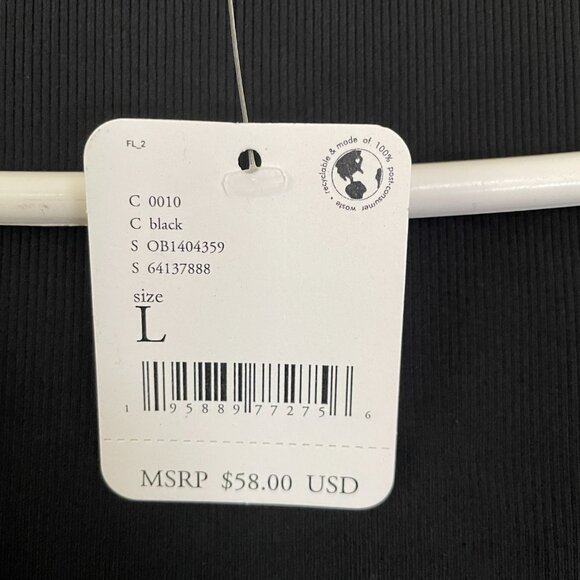 FL_2
recyclable & made of 100% post-consumer waste •
C 0010
C black
S OB1404359
S 64137888
size
L
1 95889 77275 6
MSRP $58.00 USD